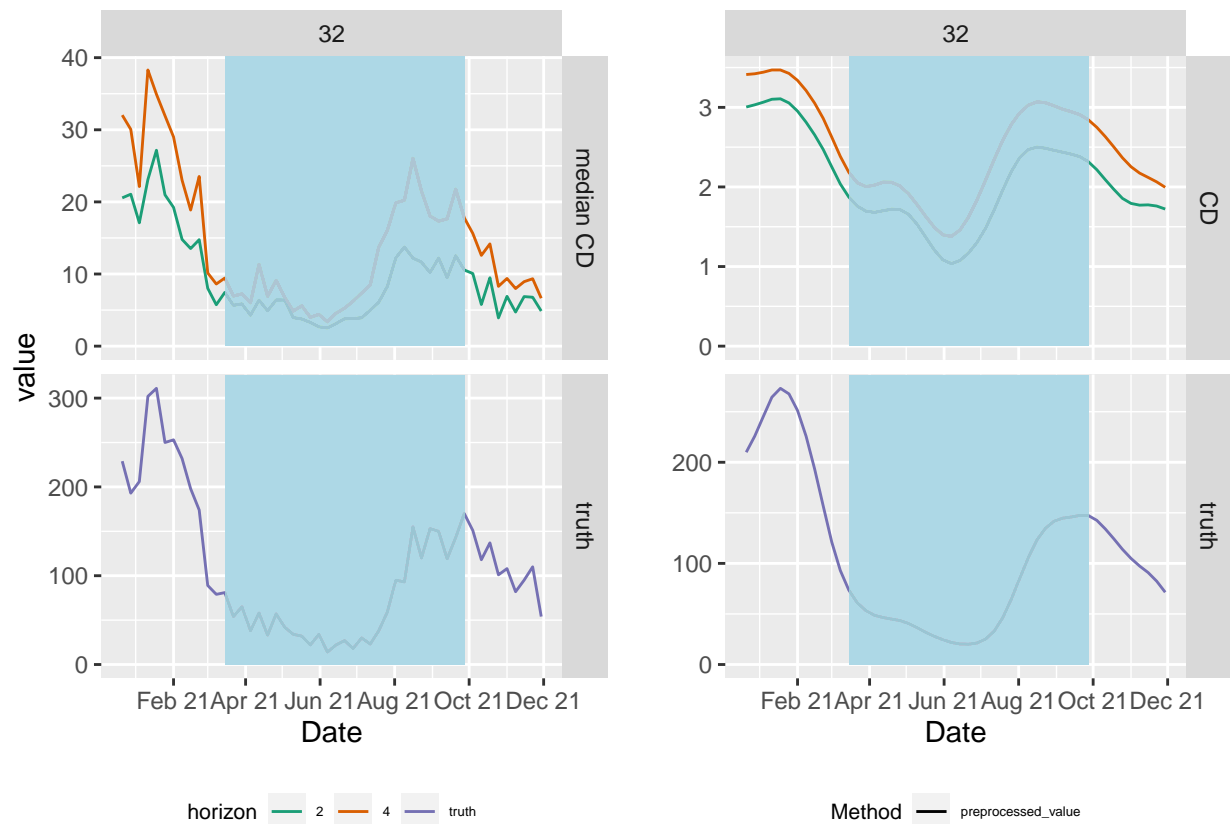 32
40
30
20
10
0
median CD
value
300
200
100
0
truth
Feb 21 Apr 21 Jun 21 Aug 21 Oct 21 Dec 21
Date
32
3
2
1
0
CD
200
100
0
truth
Feb 21 Apr 21 Jun 21 Aug 21 Oct 21 Dec 21
Date
horizon 2 4 truth
Method preprocessed_value